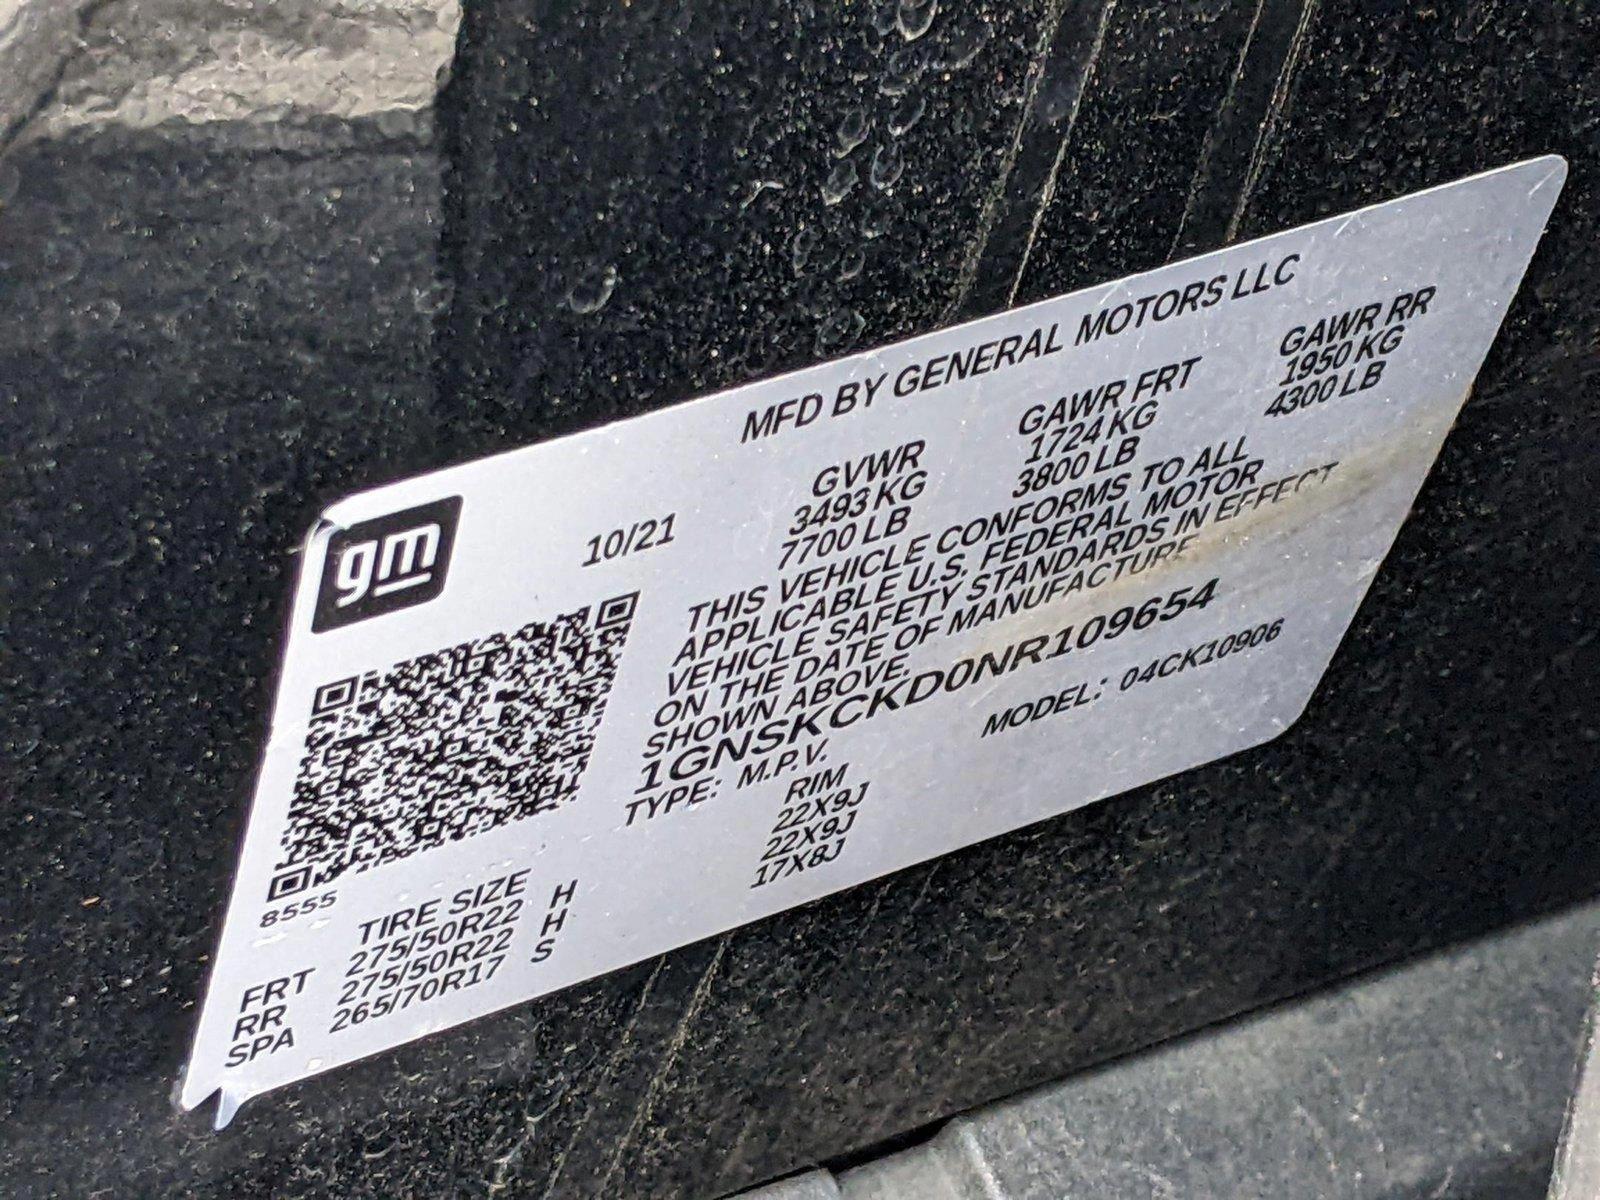 MFD BY GENERAL MOTORS LLC
gm
10/21
GVWR GAWR FRT GAWR RR
3493 KG 1724 KG 1950 KG
7700 LB 3800 LB 4300 LB
THIS VEHICLE CONFORMS TO ALL
APPLICABLE U.S. FEDERAL MOTOR
VEHICLE SAFETY STANDARDS IN EFFECT
ON THE DATE OF MANUFACTURE
SHOWN ABOVE.
1GNSKCKD0NR109654
TYPE: M.P.V. MODEL: 04CK10906
8555
TIRE SIZE RIM
FRT 275/50R22 H 22X9J
RR 275/50R22 H 22X9J
SPA 265/70R17 S 17X8J